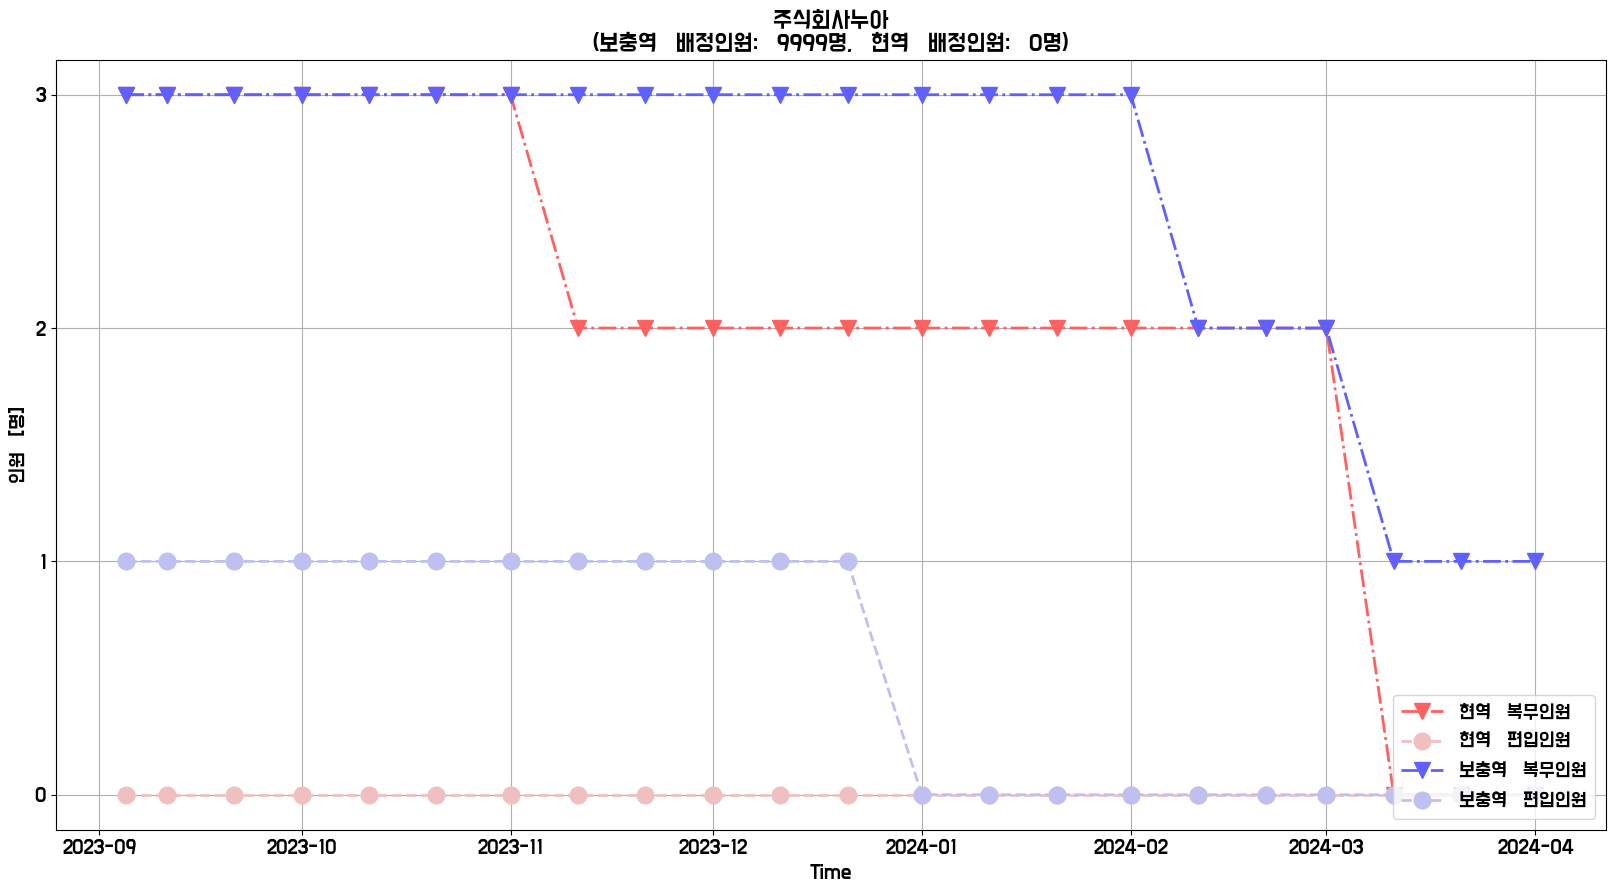 주식회사누아
(보충역 배정인원: 9999명, 현역 배정인원: 0명)
3
2
1
0
인원 [명]
2023-09 2023-10 2023-11 2023-12 2024-01 2024-02 2024-03 2024-04
Time
현역 복무인원
현역 편입인원
보충역 복무인원
보충역 편입인원